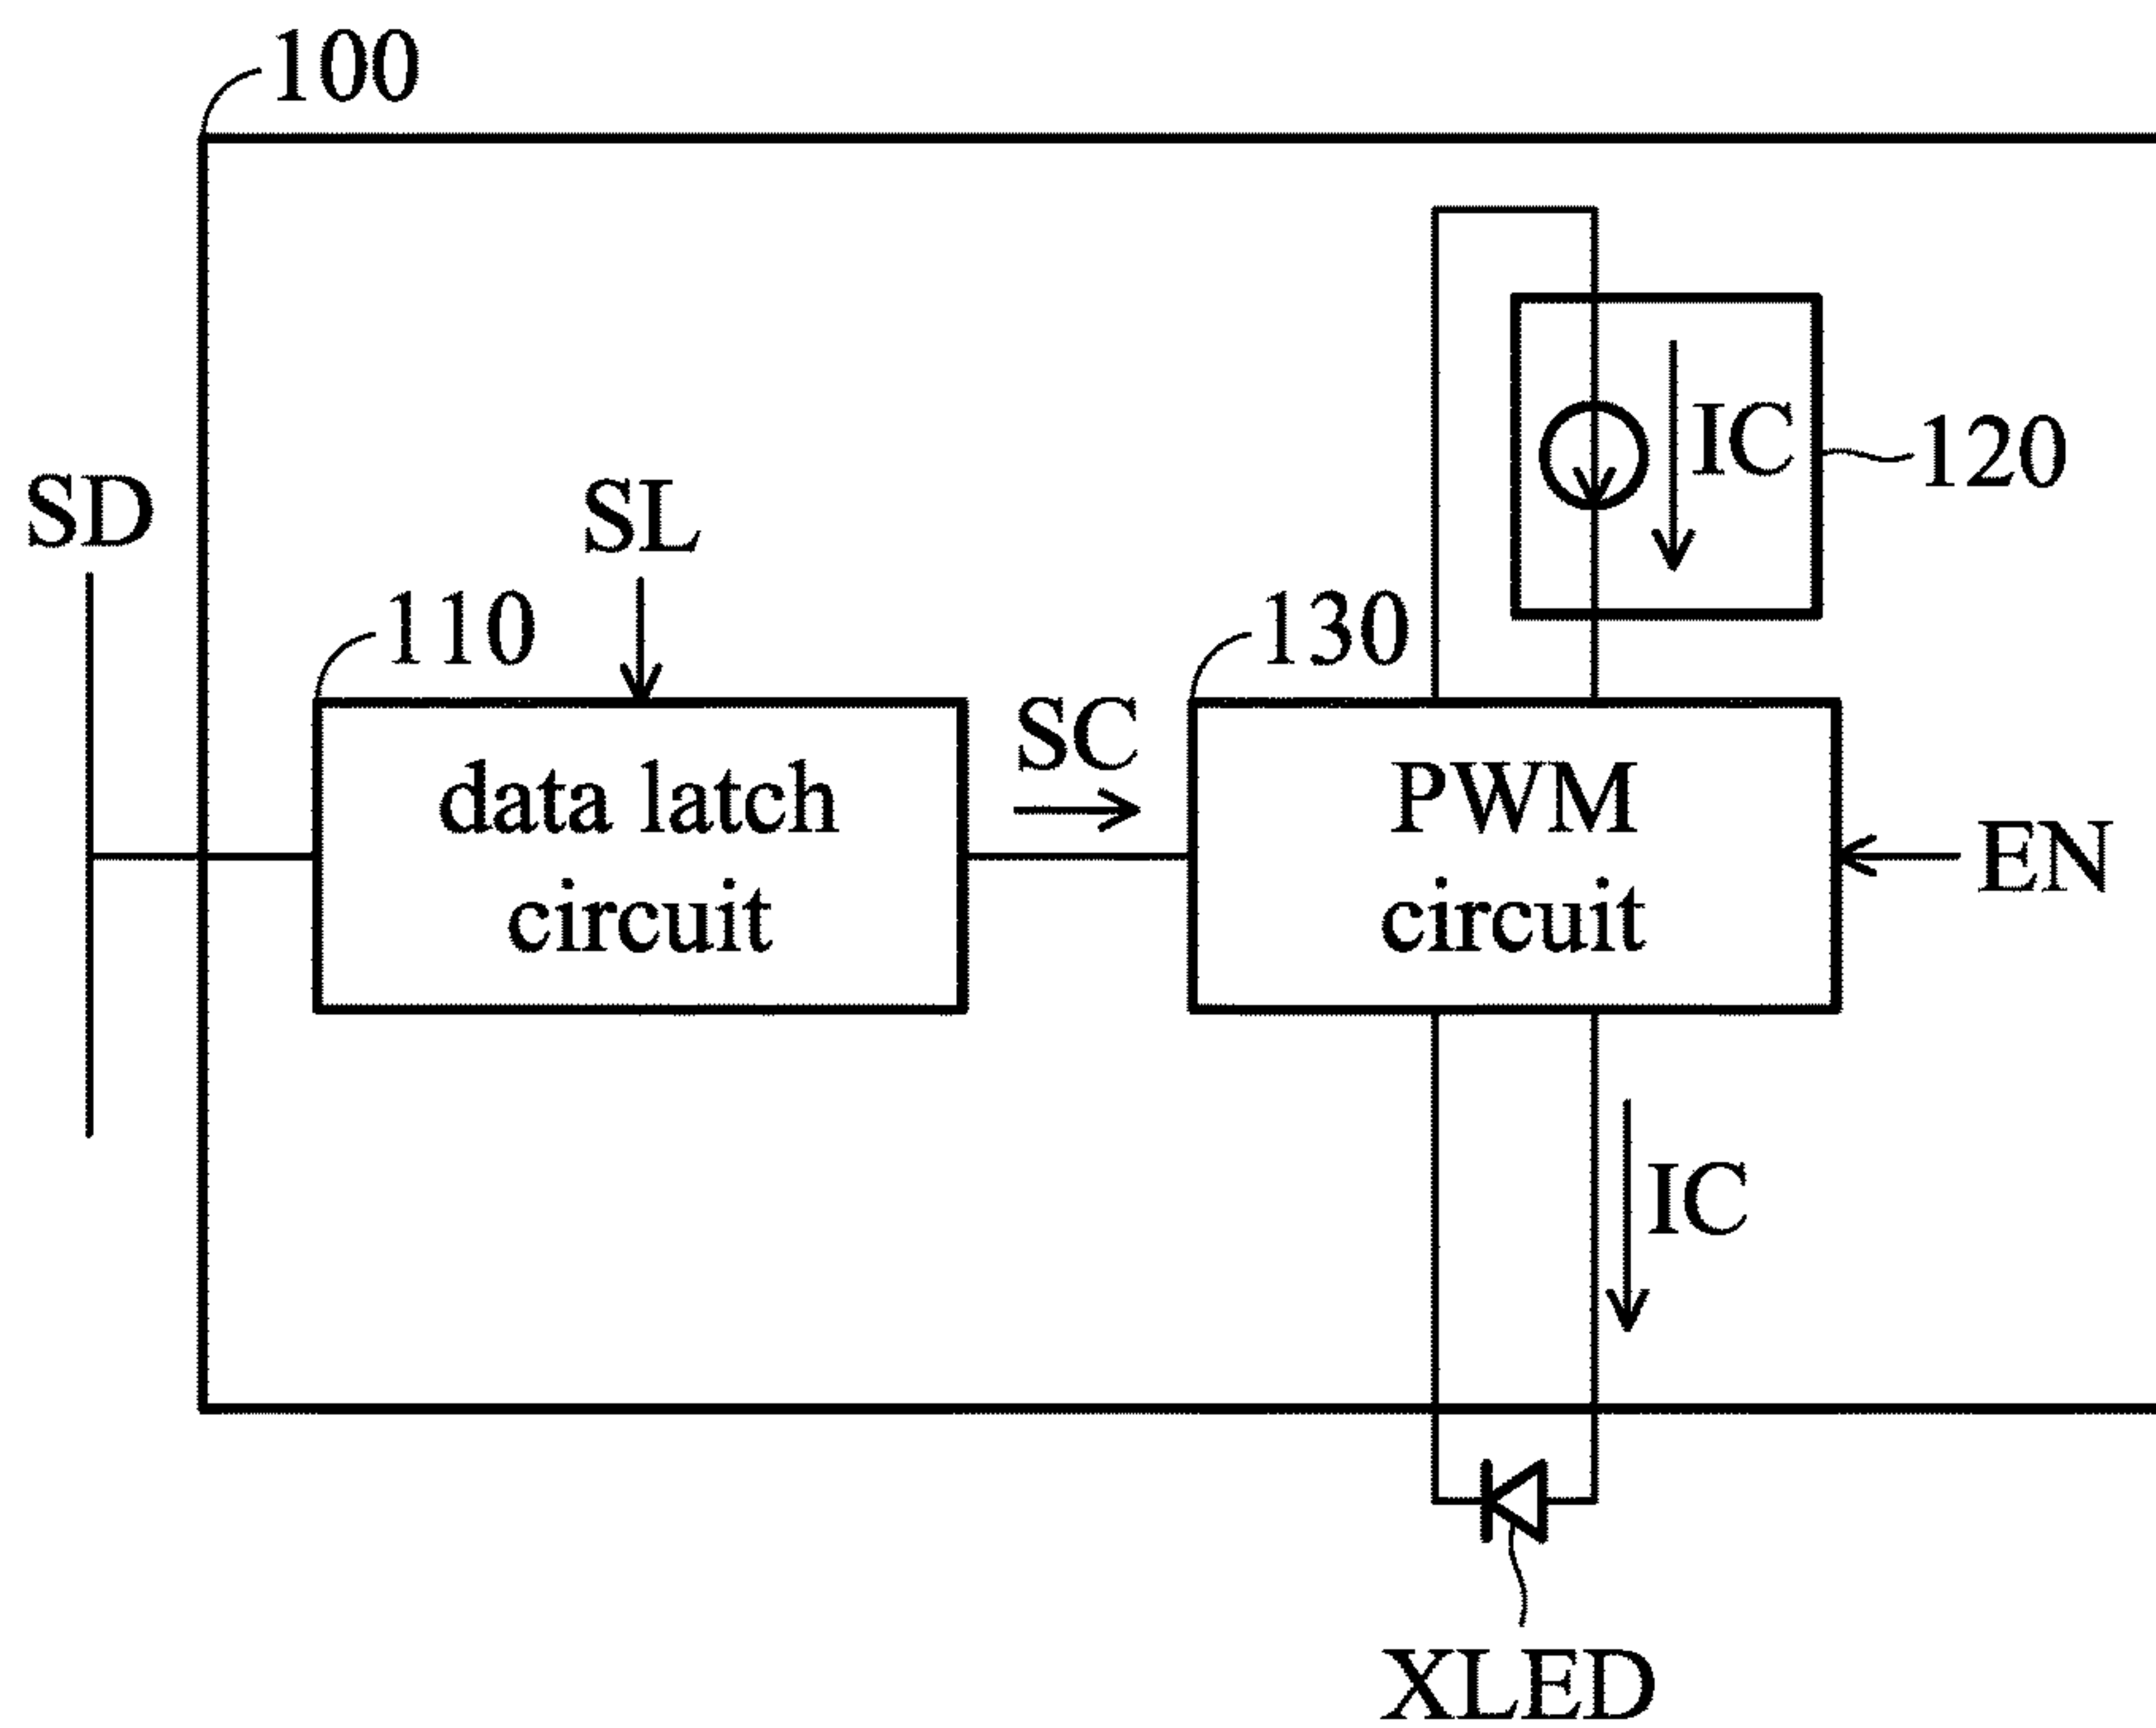 100
IC
120
SD
SL
110
130
SC
data latch
circuit
PWM
circuit
EN
IC
XLED